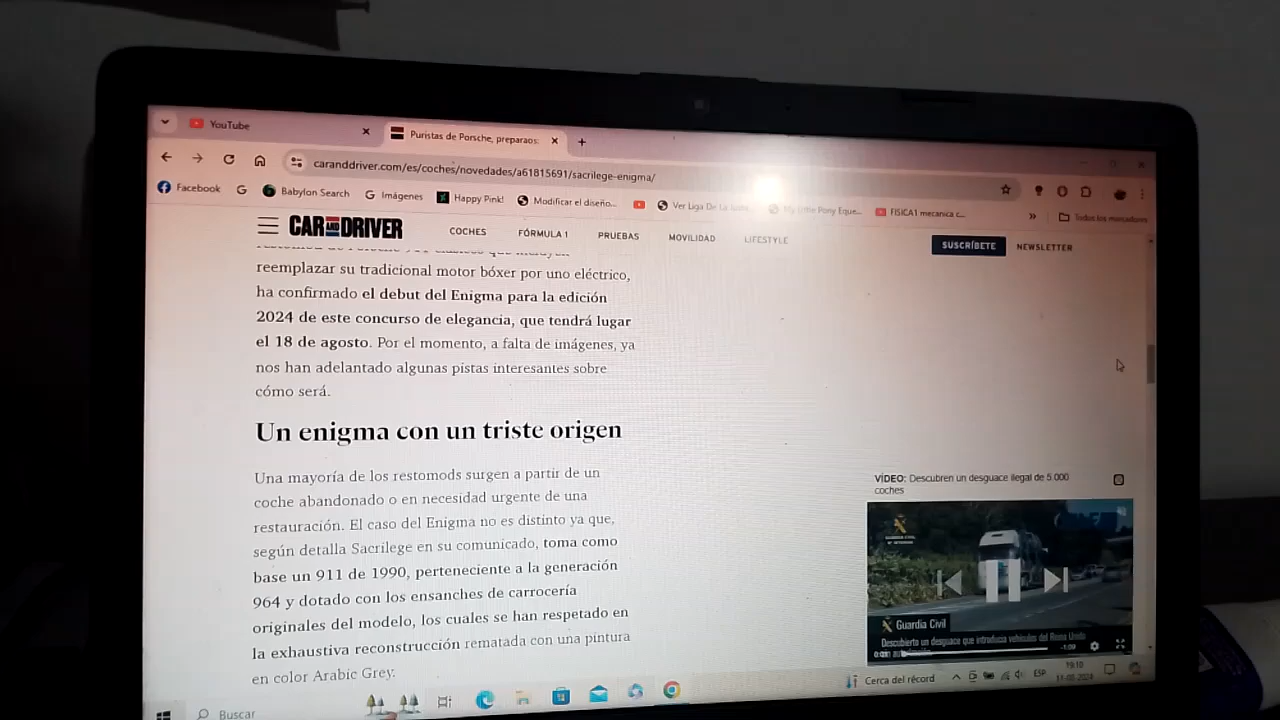 YouTube
Puristas de Porsche, preparaos:
caranddriver.com/es/coches/novedades/a61815691/sacrilege-enigma/
Facebook
Babylon Search
Imágenes
Happy Pink!
Modificar el diseño...
Ver Liga De La
My Little Pony Eque...
FISICA1 mecanica c...
Todos los marcadores
CAR AND DRIVER
COCHES
FÓRMULA 1
PRUEBAS
MOVILIDAD
LIFESTYLE
SUSCRÍBETE
NEWSLETTER
reemplazar su tradicional motor bóxer por uno eléctrico,
ha confirmado el debut del Enigma para la edición
2024 de este concurso de elegancia, que tendrá lugar
el 18 de agosto. Por el momento, a falta de imágenes, ya
nos han adelantado algunas pistas interesantes sobre
cómo será.
Un enigma con un triste origen
Una mayoría de los restomods surgen a partir de un
coche abandonado o en necesidad urgente de una
restauración. El caso del Enigma no es distinto ya que,
según detalla Sacrilege en su comunicado, toma como
base un 911 de 1990, perteneciente a la generación
964 y dotado con los ensanches de carrocería
originales del modelo, los cuales se han respetado en
la exhaustiva reconstrucción rematada con una pintura
en color Arabic Grey.
VÍDEO: Descubren un desguace ilegal de 5.000
coches
Guardia Civil
Descubierto un desguace que introducía vehículos del Reino Unido
-1:09
Buscar
Cerca del récord
ESP
19:10